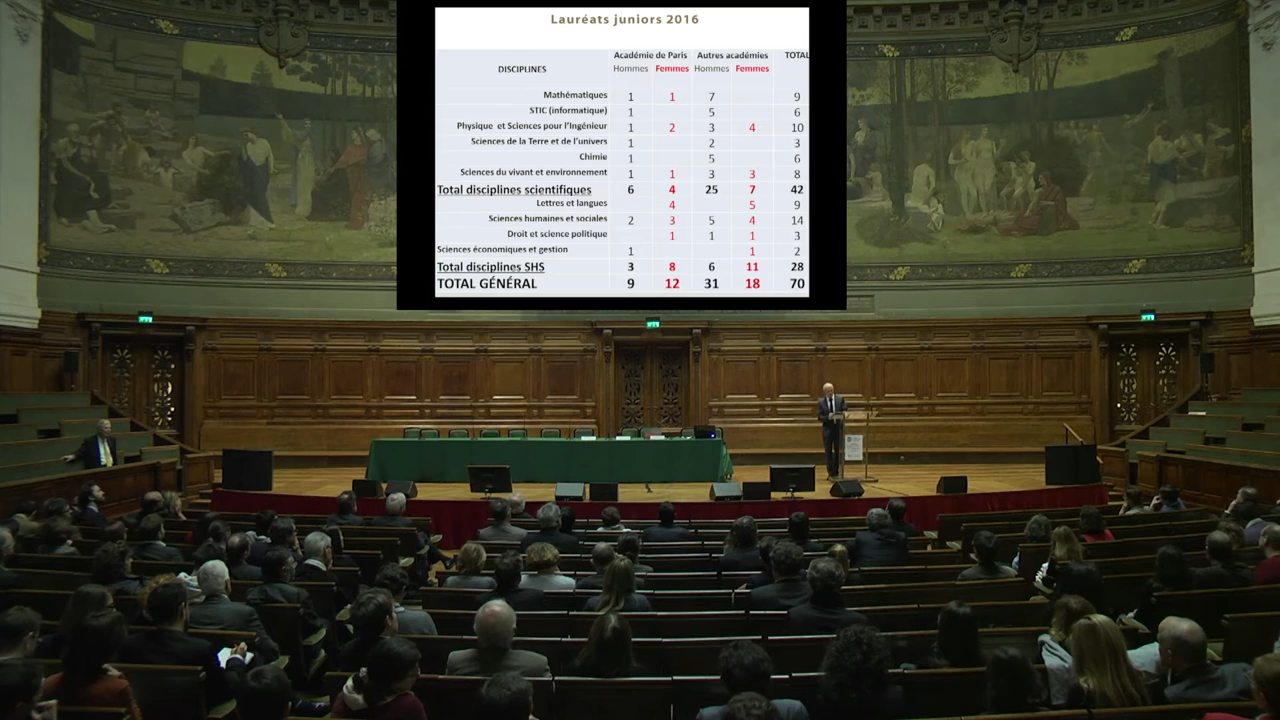 Lauréats juniors 2016
Académie de Paris Autres académies TOTAL
DISCIPLINES Hommes Femmes Hommes Femmes
Mathématiques 1 1 7 9
STIC (informatique) 1 5 6
Physique et Sciences pour l'Ingénieur 1 2 3 4 10
Sciences de la Terre et de l'univers 1 2 3
Chimie 1 5 6
Sciences du vivant et environnement 1 1 3 3 8
Total disciplines scientifiques 6 4 25 7 42
Lettres et langues 4 5 9
Sciences humaines et sociales 2 3 5 4 14
Droit et science politique 1 1 1 3
Sciences économiques et gestion 1 1 2
Total disciplines SHS 3 8 6 11 28
TOTAL GÉNÉRAL 9 12 31 18 70